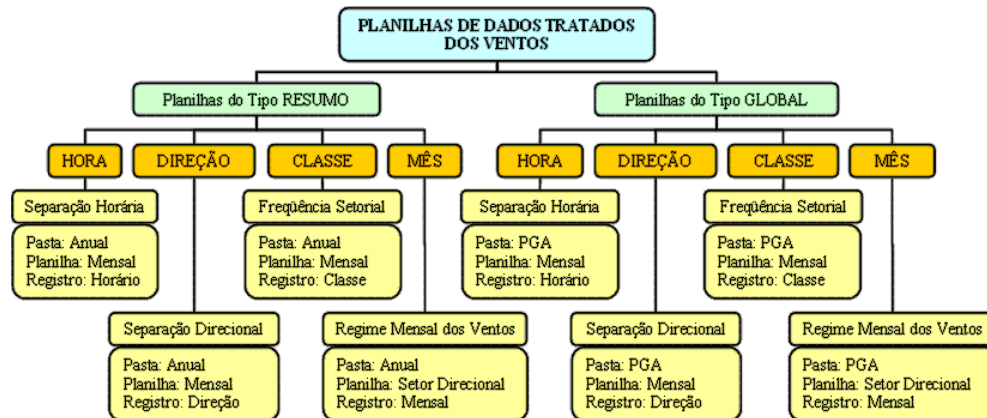 PLANILHAS DE DADOS TRATADOS
DOS VENTOS
Planilhas do Tipo RESUMO
Planilhas do Tipo GLOBAL
HORA
DIREÇÃO
CLASSE
MÊS
HORA
DIREÇÃO
CLASSE
MÊS
Separação Horária
Freqüência Setorial
Separação Horária
Freqüência Setorial
Pasta: Anual
Planilha: Mensal
Registro: Horário
Pasta: Anual
Planilha: Mensal
Registro: Classe
Pasta: PGA
Planilha: Mensal
Registro: Horário
Pasta: PGA
Planilha: Mensal
Registro: Classe
Separação Direcional
Regime Mensal dos Ventos
Separação Direcional
Regime Mensal dos Ventos
Pasta: Anual
Planilha: Mensal
Registro: Direção
Pasta: Anual
Planilha: Setor Direcional
Registro: Mensal
Pasta: PGA
Planilha: Mensal
Registro: Direção
Pasta: PGA
Planilha: Setor Direcional
Registro: Mensal